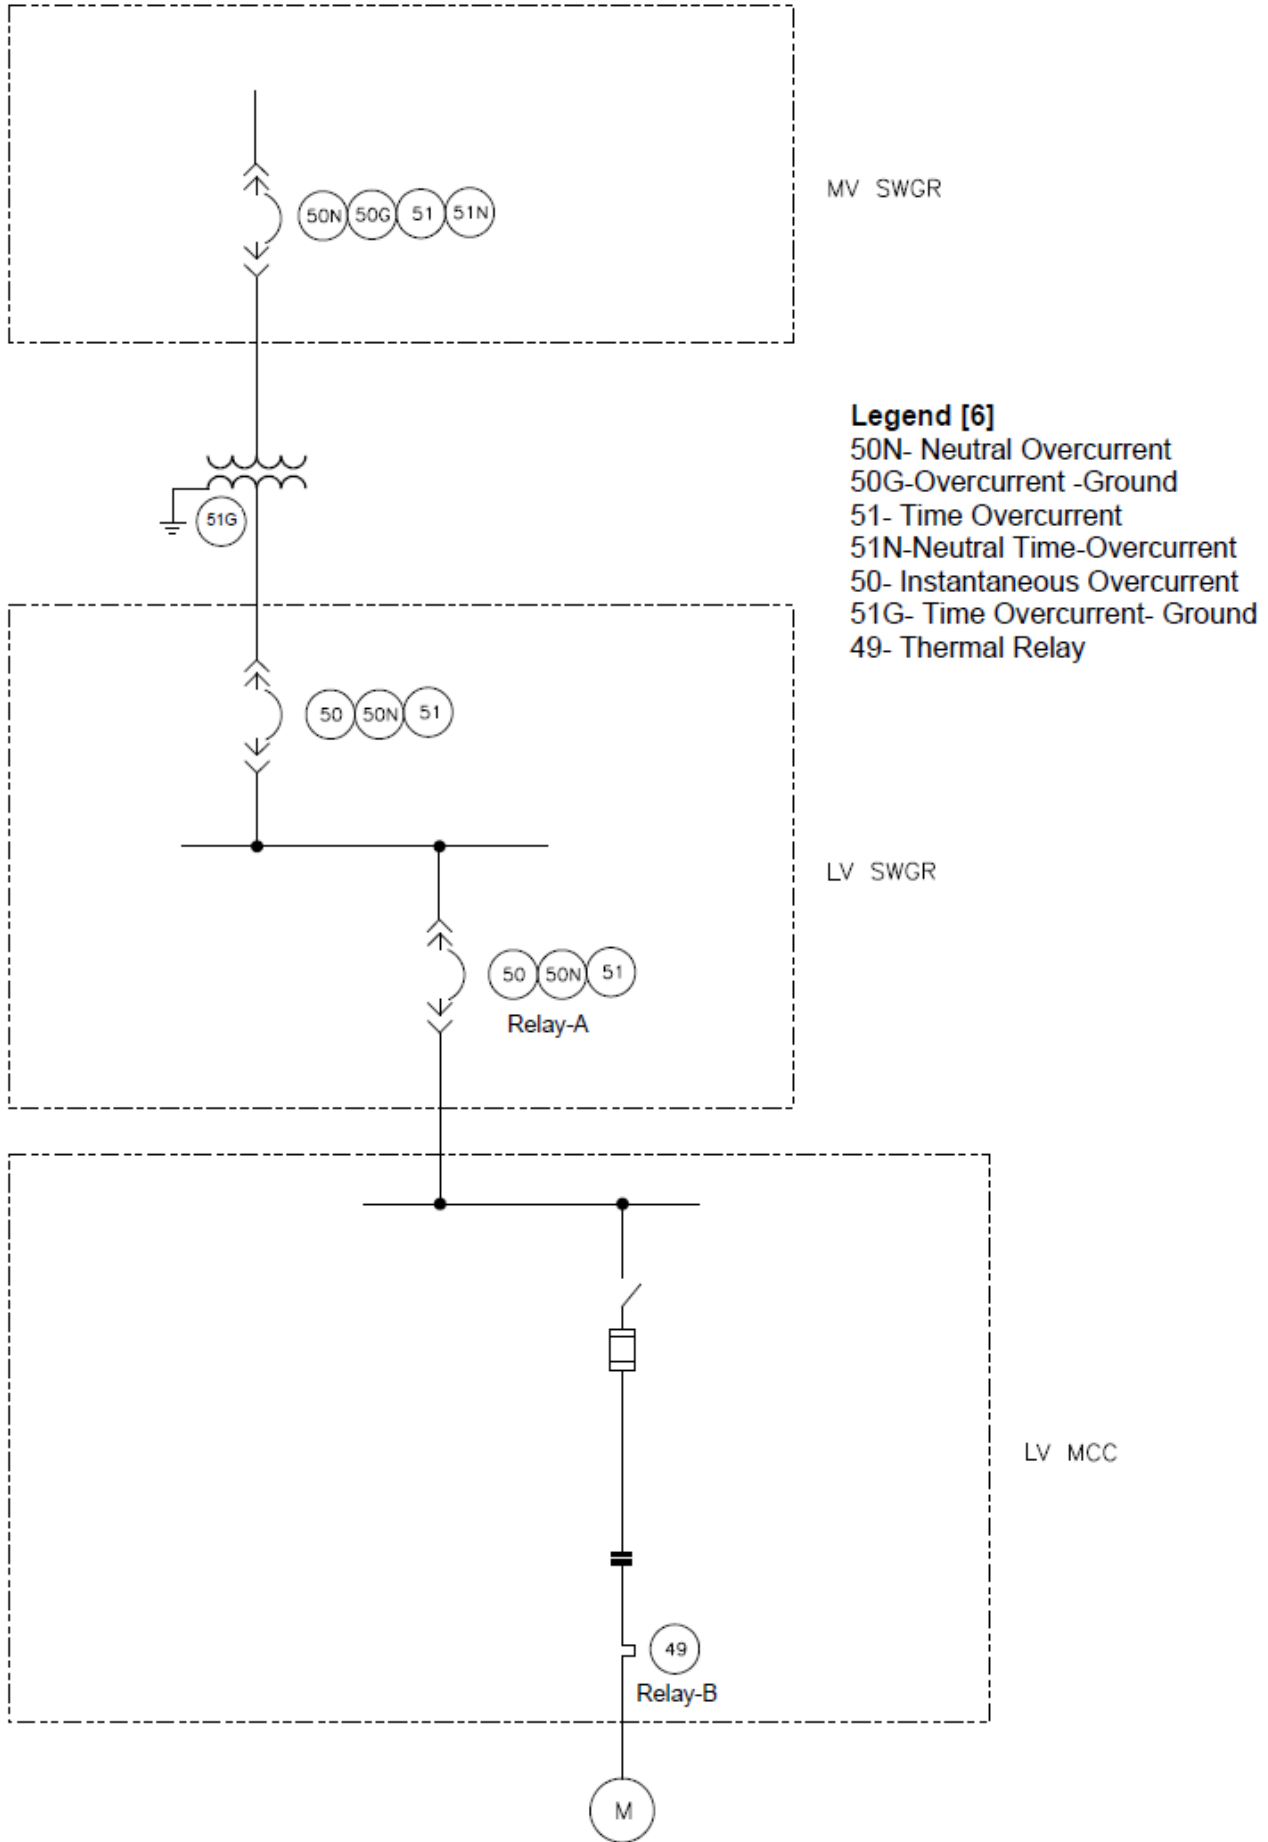 50N 50G 51 51N
MV SWGR
Legend [6]
50N- Neutral Overcurrent
50G-Overcurrent -Ground
51- Time Overcurrent
51N-Neutral Time-Overcurrent
50- Instantaneous Overcurrent
51G- Time Overcurrent- Ground
49- Thermal Relay
51G
50 50N 51
LV SWGR
50 50N 51
Relay-A
LV MCC
49
Relay-B
M